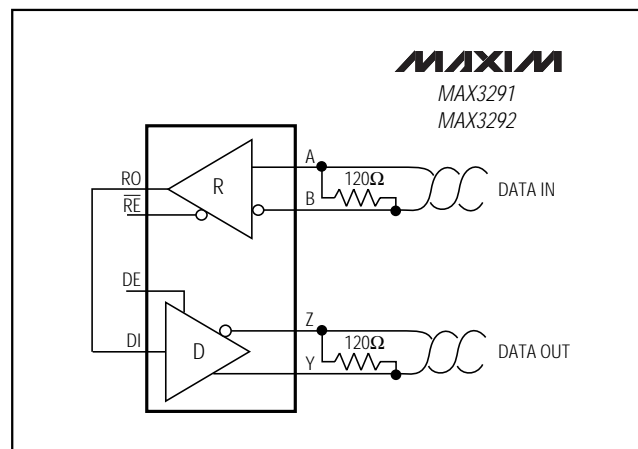 MAXIM
MAX3291
MAX3292
A
RO
R
120Ω
RE
B
DATA IN
DE
Z
DI
D
120Ω
DATA OUT
Y